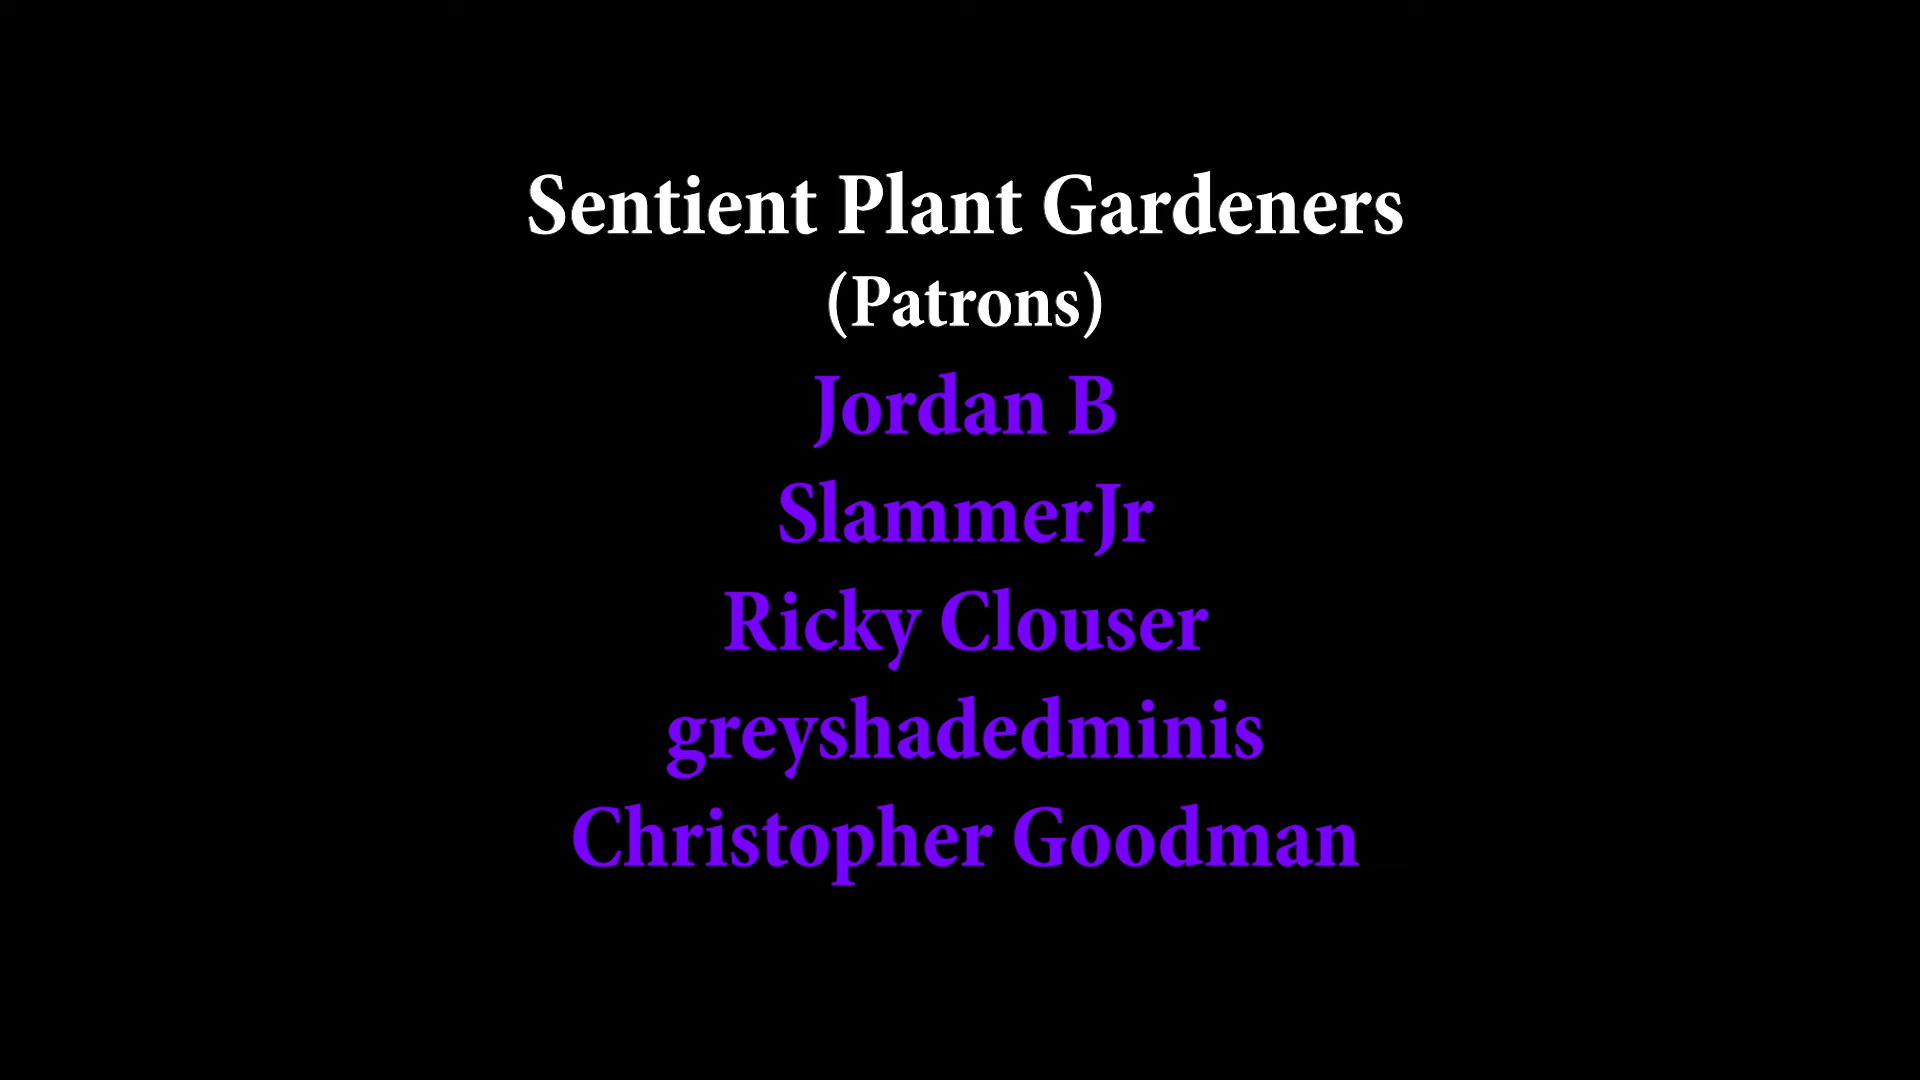 Sentient Plant Gardeners
(Patrons)
Jordan B
SlammerJr
Ricky Clouser
greyshadedminis
Christopher Goodman